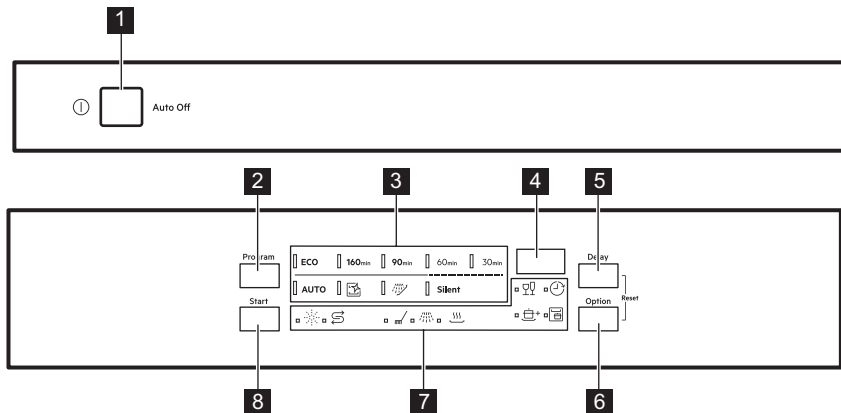 1
Auto Off
2
3
4
5
Program
ECO 160min 90min 60min 30min
Delay
AUTO Silent
Start
Option
Reset
8
7
6